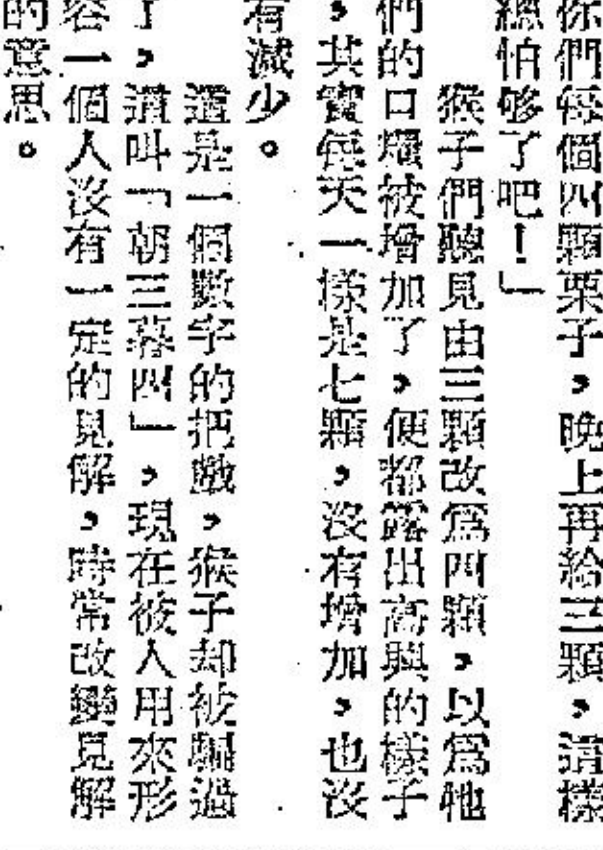 你們每個四顆栗子，晚上再給三顆，這樣
總怕够了吧！」
猴子們聽見由三顆改爲四顆，以爲牠
們的口糧被增加了，便都露出高興的樣子
，其實每天一樣是七顆，沒有增加，也沒
有減少。
這是一個數字的把戲，猴子却被騙過
了，這叫「朝三暮四」，現在被人用來形
容一個人沒有一定的見解，時常改變見解
的意思。